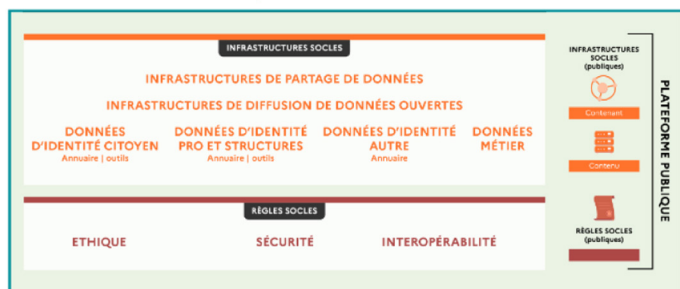 INFRASTRUCTURES SOCLES
INFRASTRUCTURES DE PARTAGE DE DONNÉES
INFRASTRUCTURES DE DIFFUSION DE DONNÉES OUVERTES
DONNÉES
D'IDENTITÉ CITOYEN
Annuaire | outils
DONNÉES D'IDENTITÉ
PRO ET STRUCTURES
Annuaire | outils
DONNÉES D'IDENTITÉ
AUTRE
Annuaire
DONNÉES
MÉTIER
RÈGLES SOCLES
ETHIQUE
SÉCURITÉ
INTEROPÉRABILITÉ
INFRASTRUCTURES
SOCLES
(publiques)
Contenant
Contenu
RÈGLES SOCLES
(publiques)
PLATEFORME PUBLIQUE